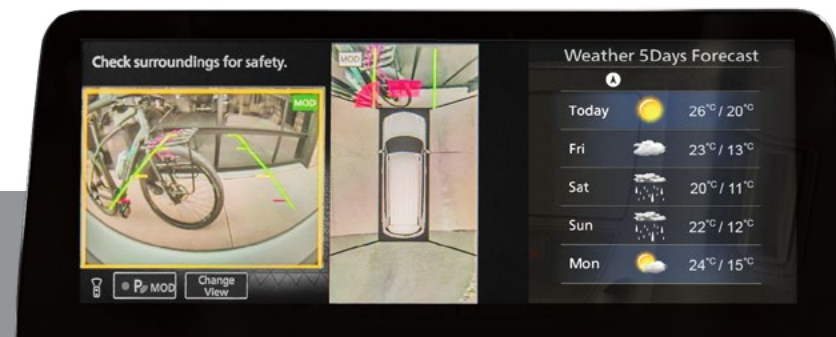 Check surroundings for safety.
MOD
MOD
P MOD
Change
View
Weather 5Days Forecast
Today 26°C / 20°C
Fri 23°C / 13°C
Sat 20°C / 11°C
Sun 22°C / 12°C
Mon 24°C / 15°C